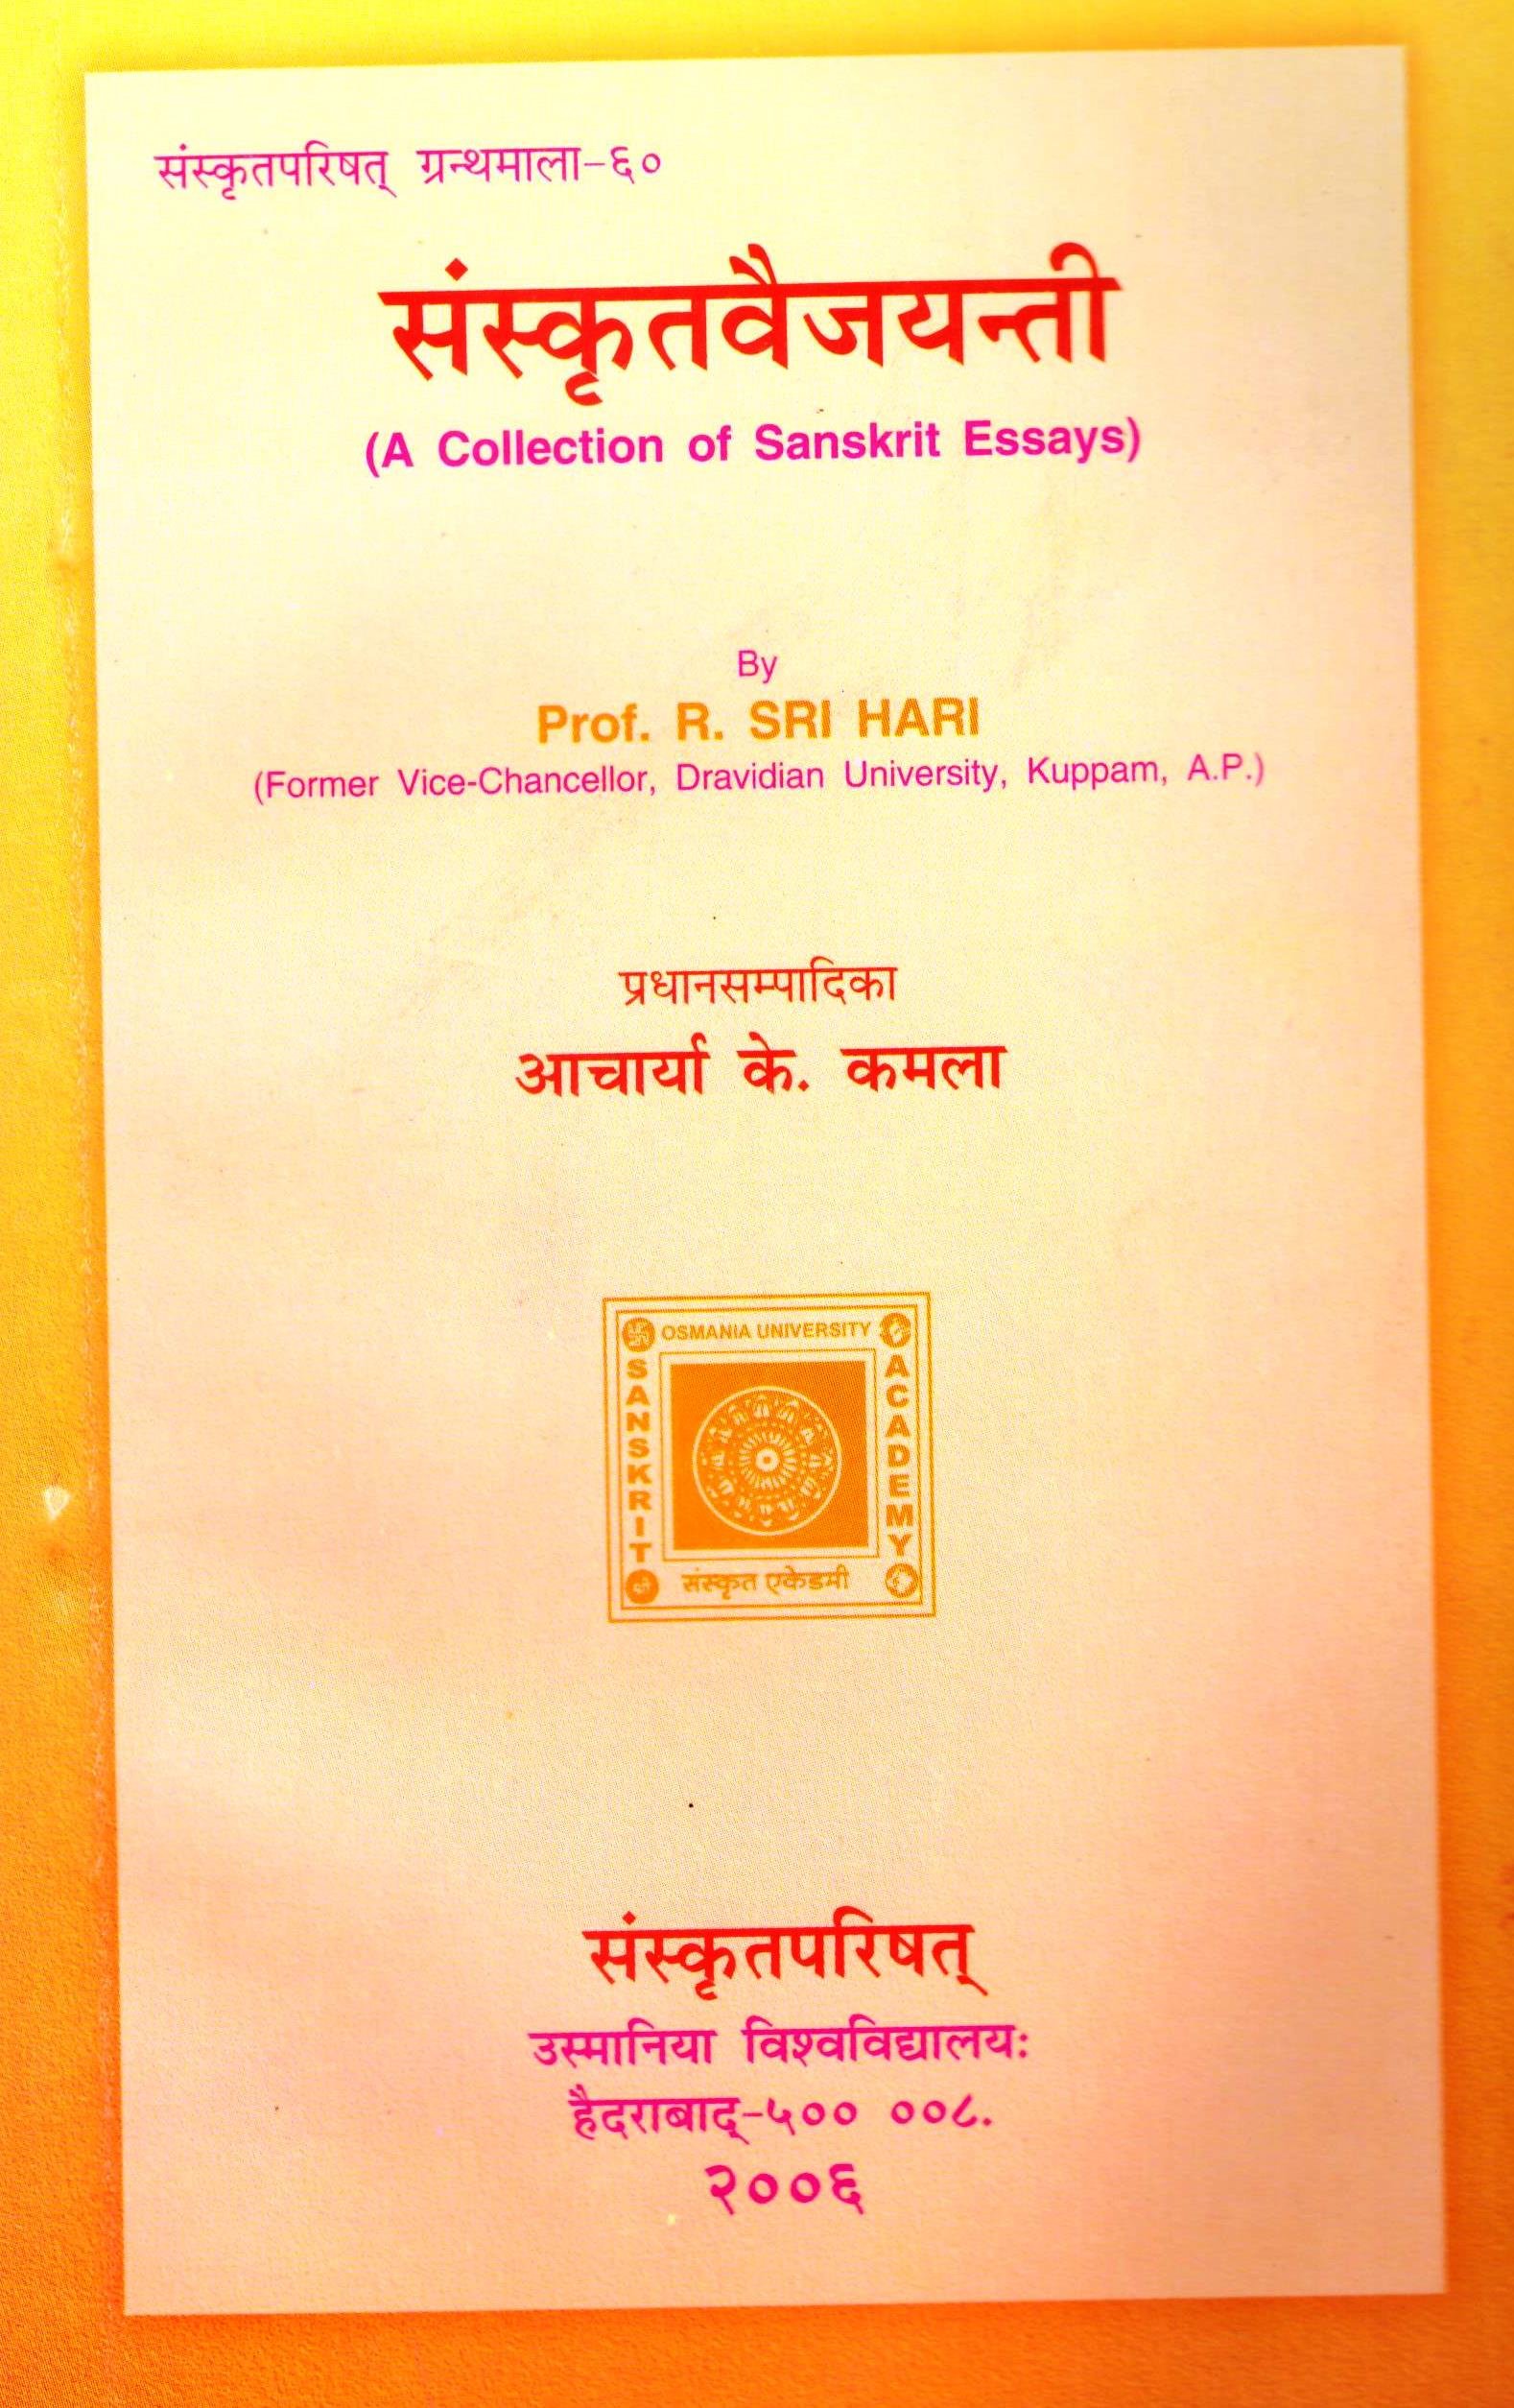 संस्कृतपरिषत् ग्रन्थमाला-६०
संस्कृतवैजयन्ती
(A Collection of Sanskrit Essays)
By
Prof. R. SRI HARI
(Former Vice-Chancellor, Dravidian University, Kuppam, A.P.)
प्रधानसम्पादिका
आचार्या के. कमला
OSMANIA UNIVERSITY
SANSKRIT
ACADEMY
संस्कृत एकेडमी
संस्कृतपरिषत्
उस्मानिया विश्वविद्यालयः
हैदराबाद्-५०० ००८.
२००६